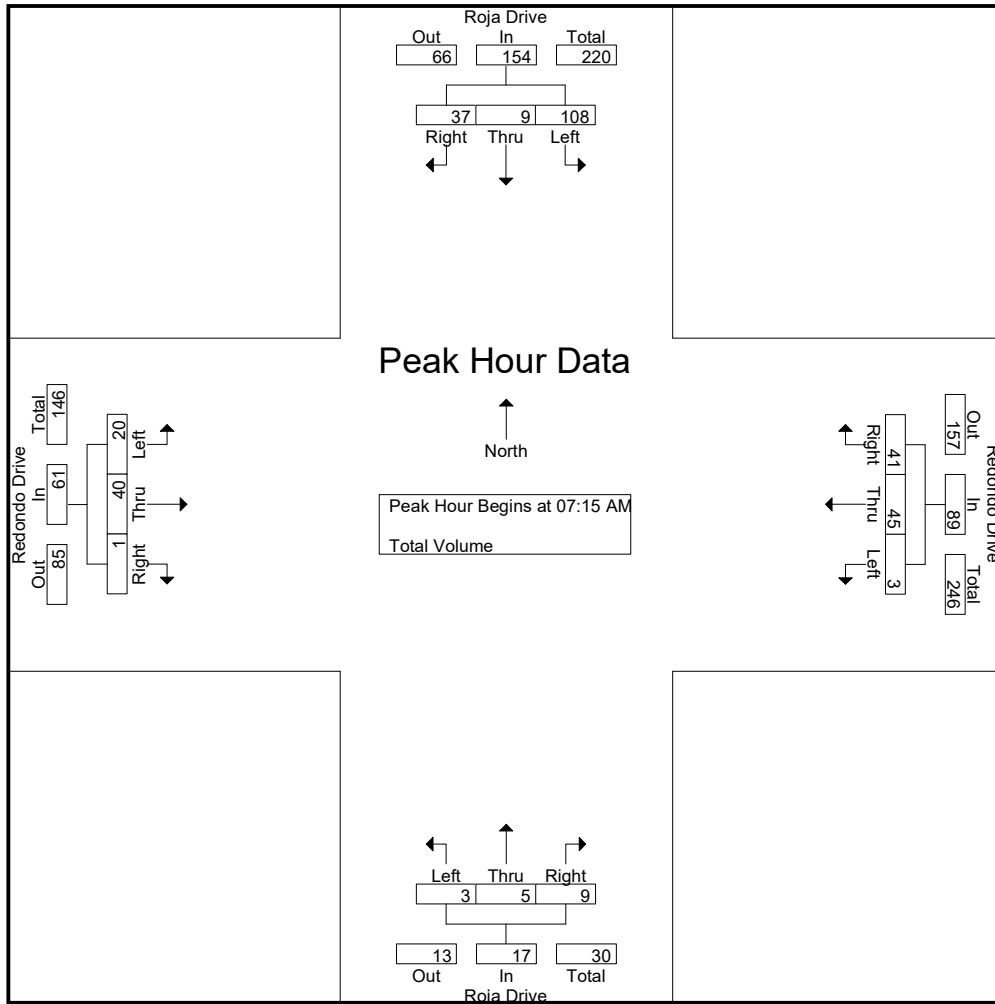 Roja Drive
Out In Total
66 154 220
37 9 108
Right Thru Left
Peak Hour Data
North
Peak Hour Begins at 07:15 AM
Total Volume
Redondo Drive
Total In Out
146 61 85
20 40 1
Left Thru Right
Redondo Drive
Out In Total
157 89 246
41 45 3
Right Thru Left
Left Thru Right
3 5 9
13 17 30
Out In Total
Roja Drive